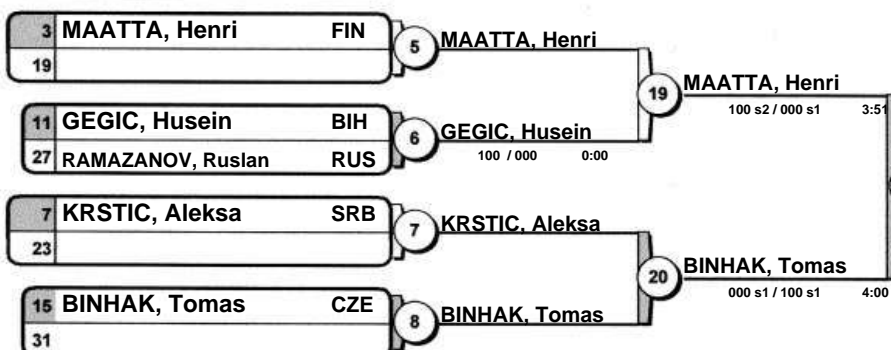 3 MAATTA, Henri FIN
19
5
MAATTA, Henri
11 GEGIC, Husein BIH
27 RAMAZANOV, Ruslan RUS
6
GEGIC, Husein
100 / 000 0:00
19
MAATTA, Henri
100 s2 / 000 s1 3:51
7 KRSTIC, Aleksa SRB
23
7
KRSTIC, Aleksa
15 BINHAK, Tomas CZE
31
8
BINHAK, Tomas
20
BINHAK, Tomas
000 s1 / 100 s1 4:00